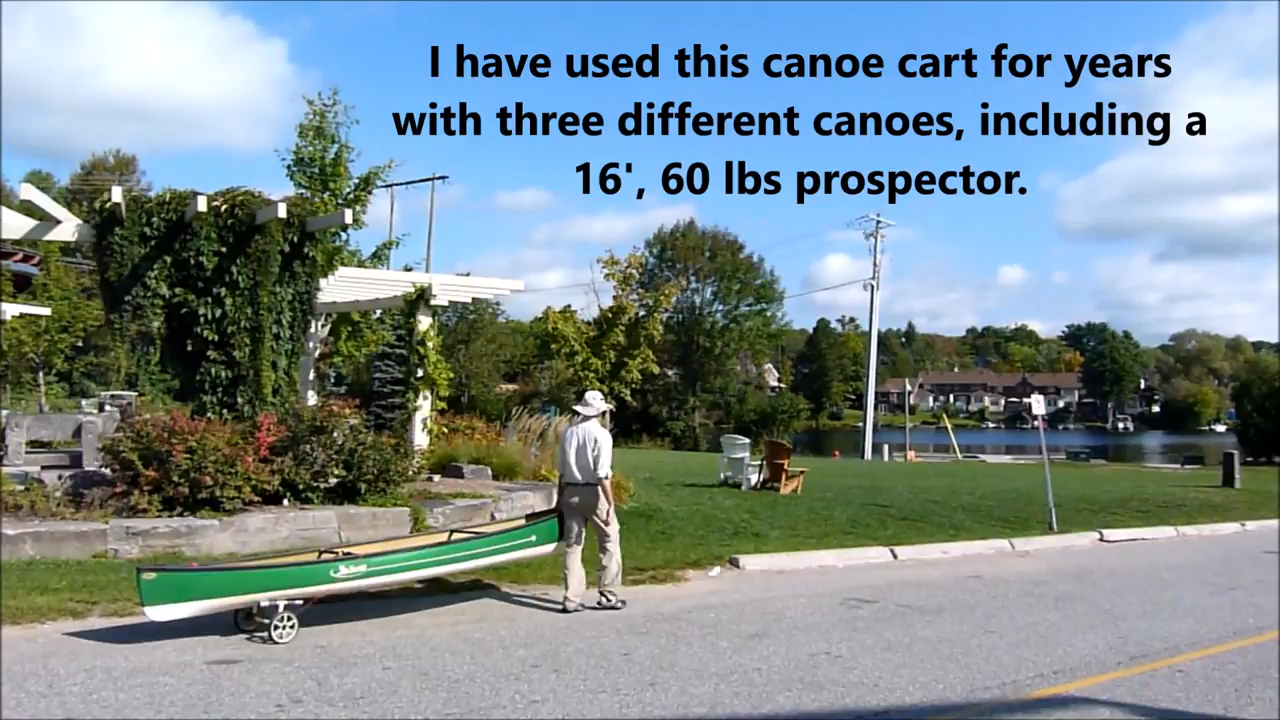 I have used this canoe cart for years
with three different canoes, including a
16', 60 lbs prospector.